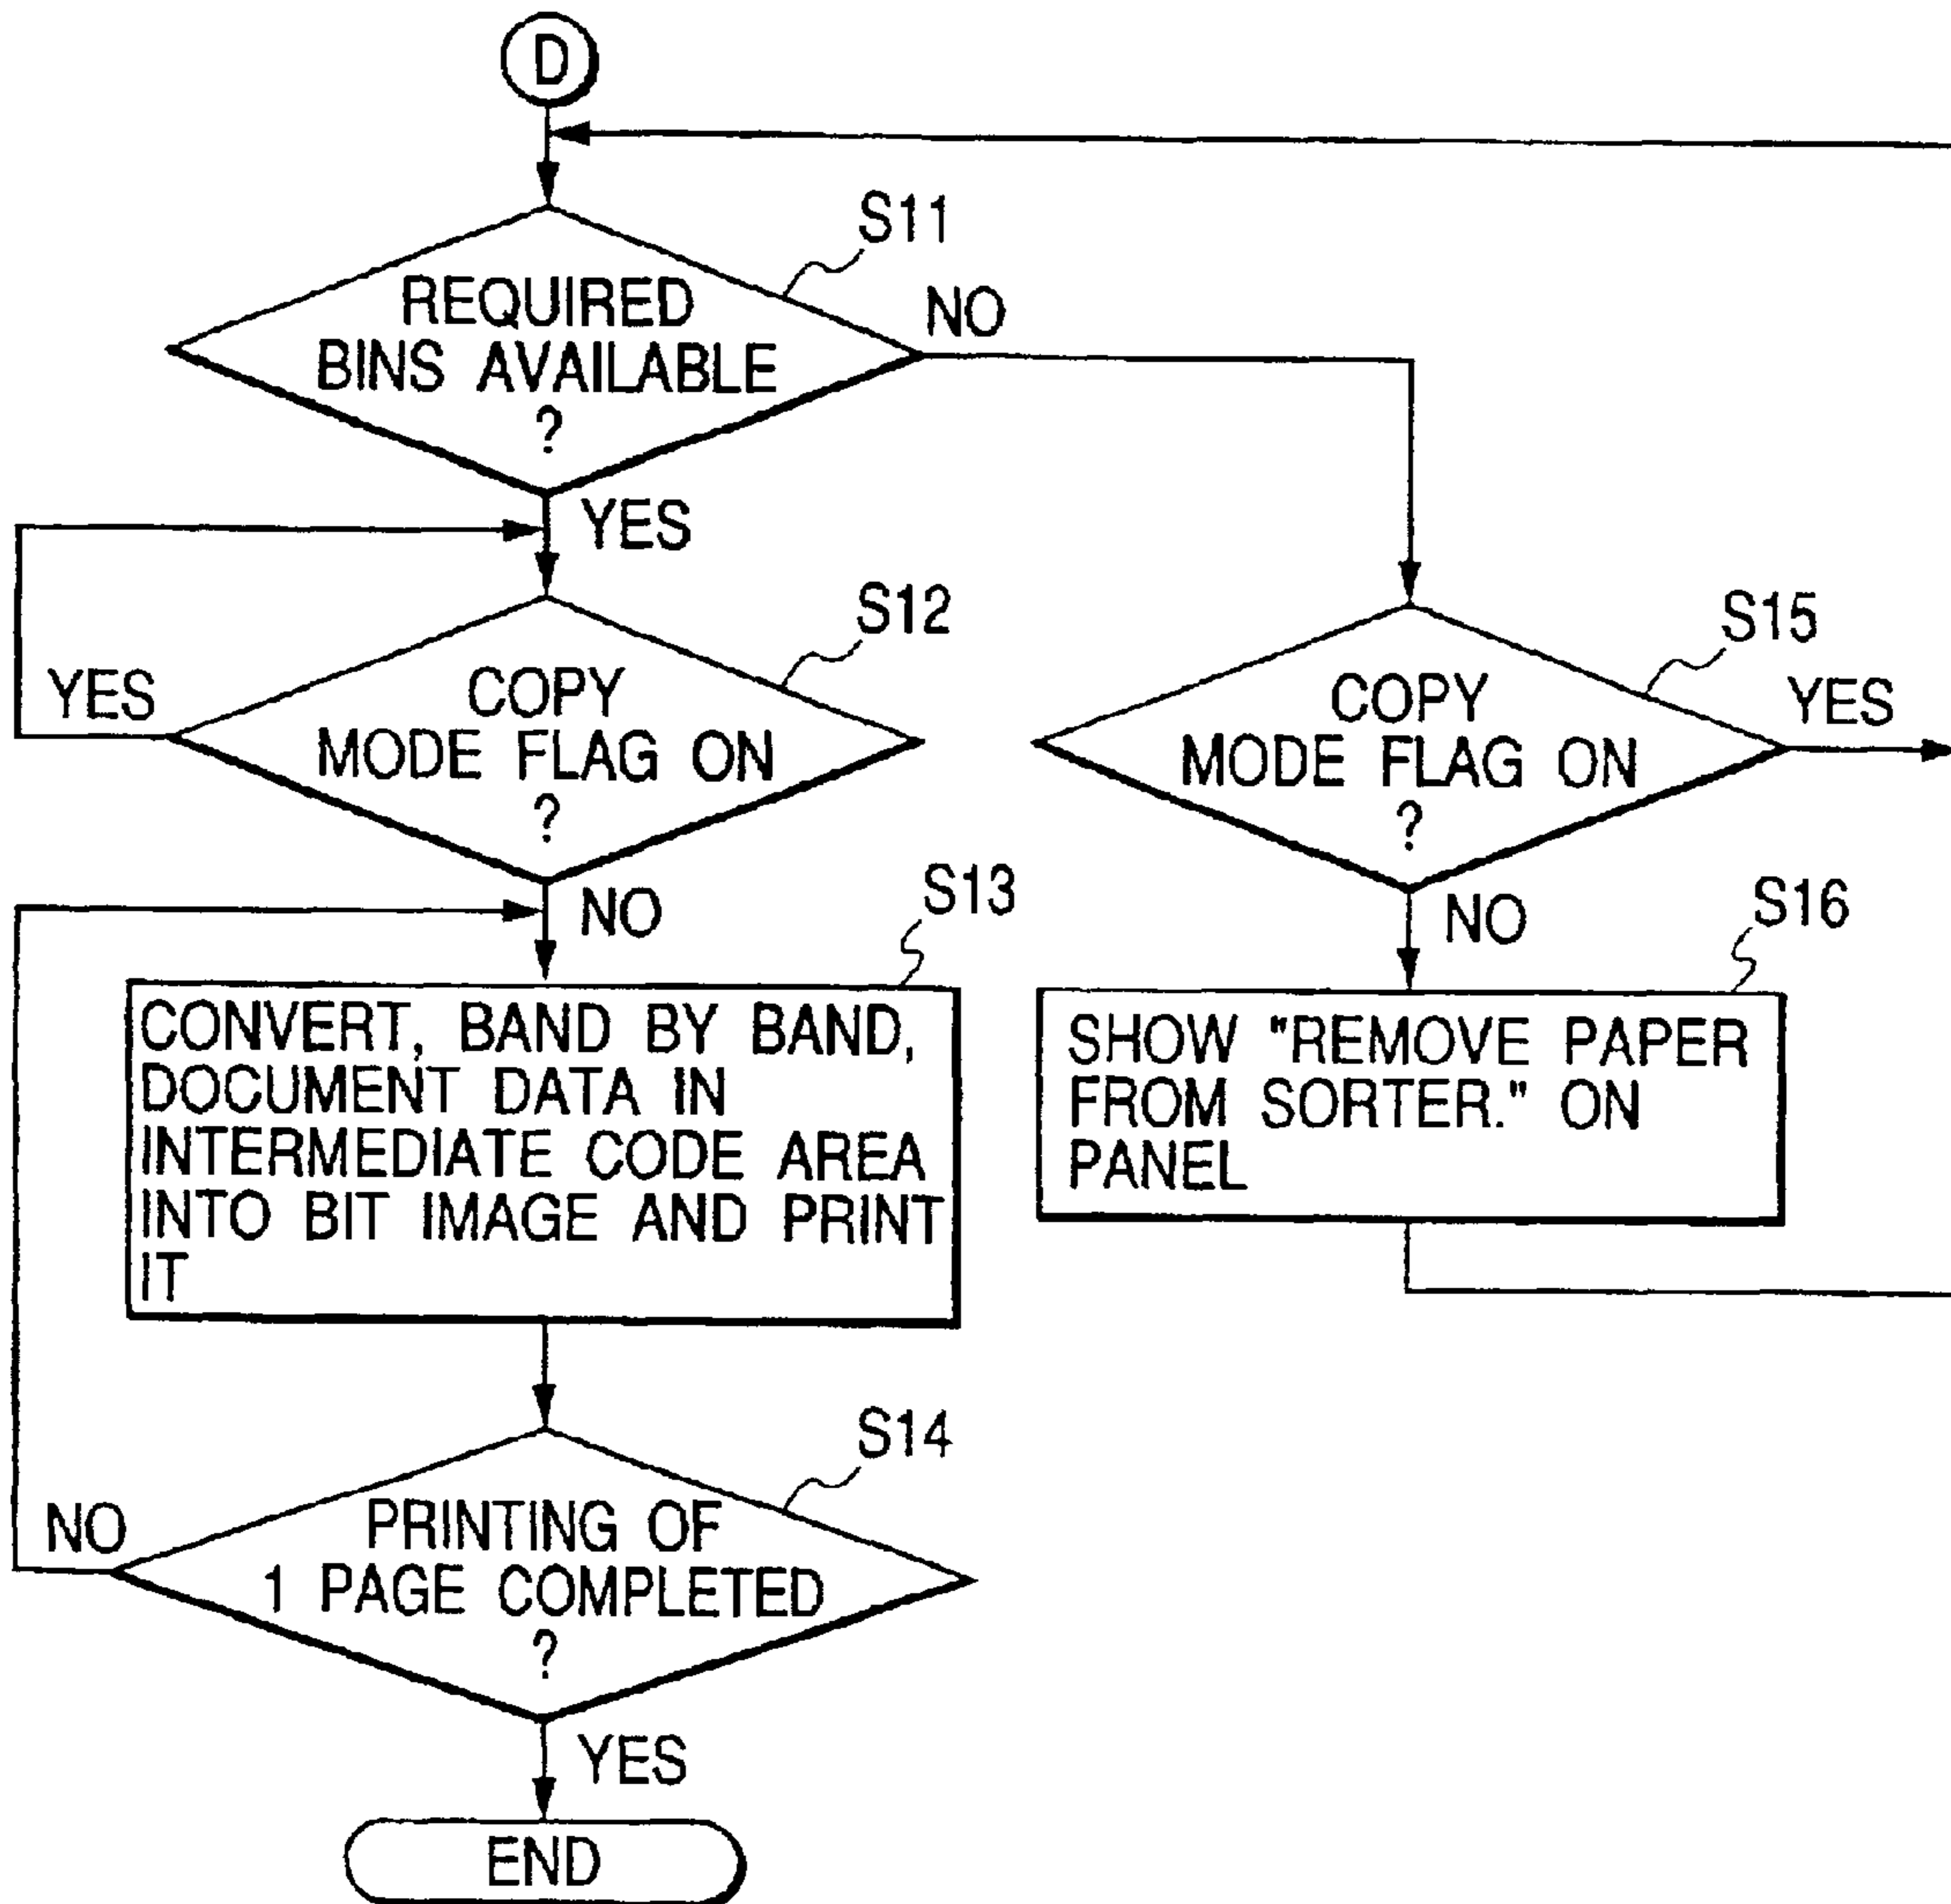 D
S11
REQUIRED
BINS AVAILABLE
?
NO
YES
S12
COPY
MODE FLAG ON
?
YES
NO
S15
COPY
MODE FLAG ON
?
YES
NO
S13
CONVERT, BAND BY BAND,
DOCUMENT DATA IN
INTERMEDIATE CODE AREA
INTO BIT IMAGE AND PRINT
IT
S16
SHOW "REMOVE PAPER
FROM SORTER." ON
PANEL
S14
PRINTING OF
1 PAGE COMPLETED
?
NO
YES
END